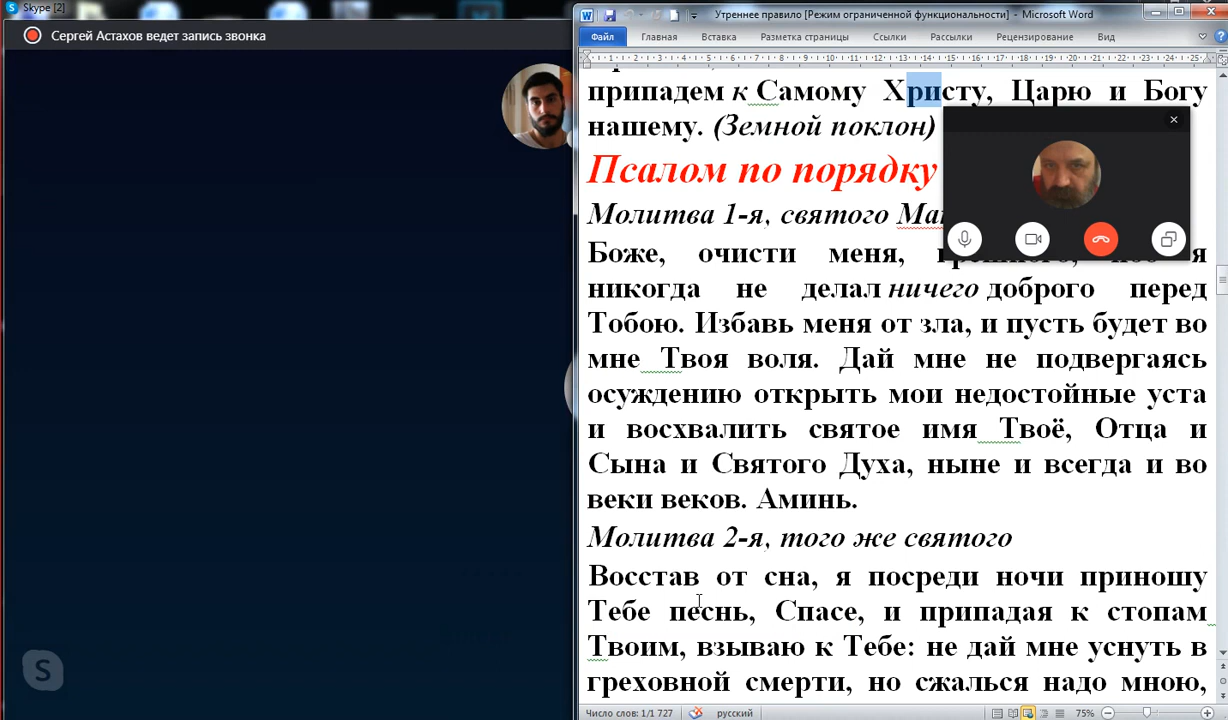 Skype [2]
Сергей Астахов ведет запись звонка
Утреннее правило [Режим ограниченной функциональности] - Microsoft Word
Файл Главная Вставка Разметка страницы Ссылки Рассылки Рецензирование Вид
припадем к Самому Христу, Царю и Богу
нашему. (Земной поклон)
Псалом по порядку
Молитва 1-я, святого
Боже, очисти меня, я
никогда не делал ничего доброго перед
Тобою. Избавь меня от зла, и пусть будет во
мне Твоя воля. Дай мне не подвергаясь
осуждению открыть мои недостойные уста
и восхвалить святое имя Твоё, Отца и
Сына и Святого Духа, ныне и всегда и во
веки веков. Аминь.
Молитва 2-я, того же святого
Восстав от сна, я посреди ночи приношу
Тебе песнь, Спасе, и припадая к стопам
Твоим, взываю к Тебе: не дай мне уснуть в
греховной смерти, но сжалься надо мною,
Число слов: 1/1 727 русский 75%